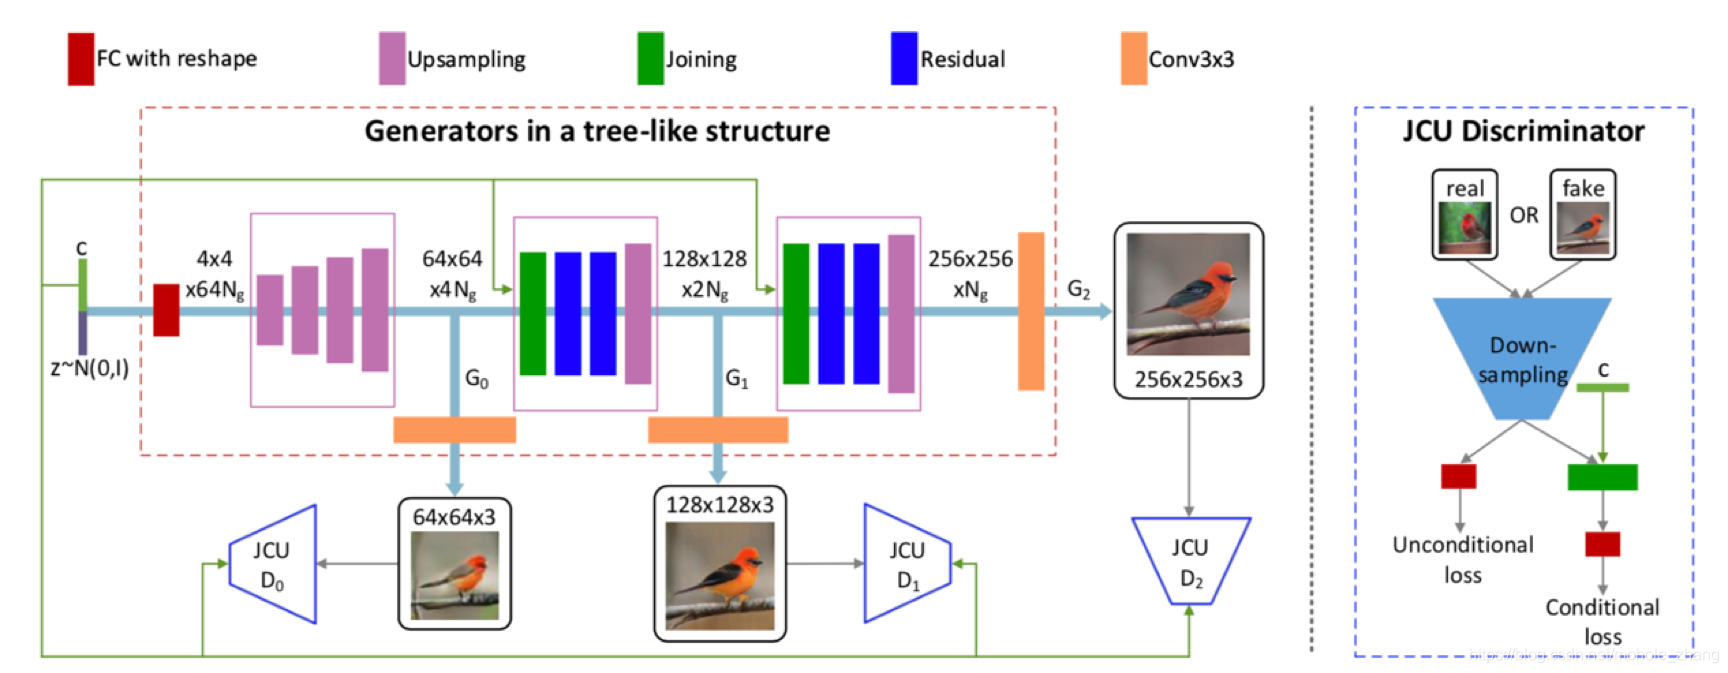 FC with reshape
Upsampling
Joining
Residual
Conv3x3
Generators in a tree-like structure
c
z~N(0,I)
4x4
x64Ng
64x64
x4Ng
128x128
x2Ng
256x256
xNg
G0
G1
G2
256x256x3
64x64x3
128x128x3
JCU
D0
JCU
D1
JCU
D2
JCU Discriminator
real
OR
fake
Down-
sampling
c
Unconditional
loss
Conditional
loss